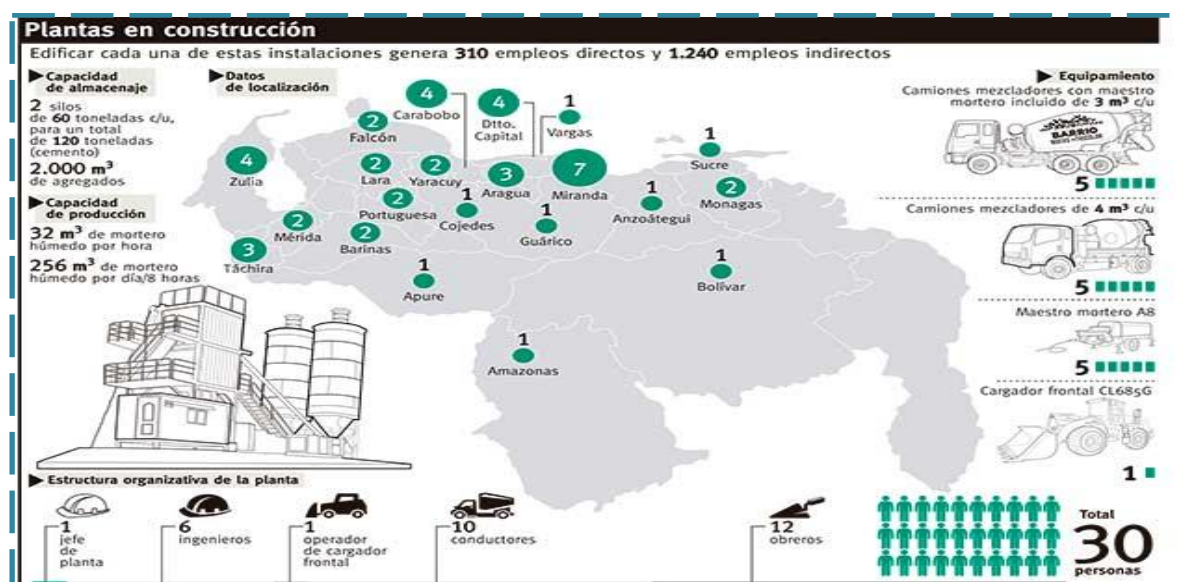 Plantas en construcción
Edificar cada una de estas instalaciones genera 310 empleos directos y 1.240 empleos indirectos
Capacidad
de almacenaje
2 silos
de 60 toneladas c/u,
para un total
de 120 toneladas
(cemento)
2.000 m³
de agregados
Capacidad
de producción
32 m³ de mortero
húmedo por hora
256 m³ de mortero
húmedo por día/8 horas
Datos
de localización
4
Carabobo
4
Dtto.
Capital
1
Vargas
2
Falcón
1
Sucre
4
Zulia
2
Lara
2
Yaracuy
3
Aragua
7
Miranda
2
Monagas
2
Portuguesa
1
Cojedes
1
Guárico
1
Anzoátegui
2
Mérida
2
Barinas
3
Táchira
1
Apure
1
Bolívar
1
Amazonas
Equipamiento
Camiones mezcladores con maestro
mortero incluido de 3 m³ c/u
BARRIO
5
Camiones mezcladores de 4 m³ c/u
5
Maestro mortero A8
5
Cargador frontal CL685G
1
Estructura organizativa de la planta
1
jefe
de
planta
6
ingenieros
1
operador
de cargador
frontal
10
conductores
12
obreros
Total
30
personas